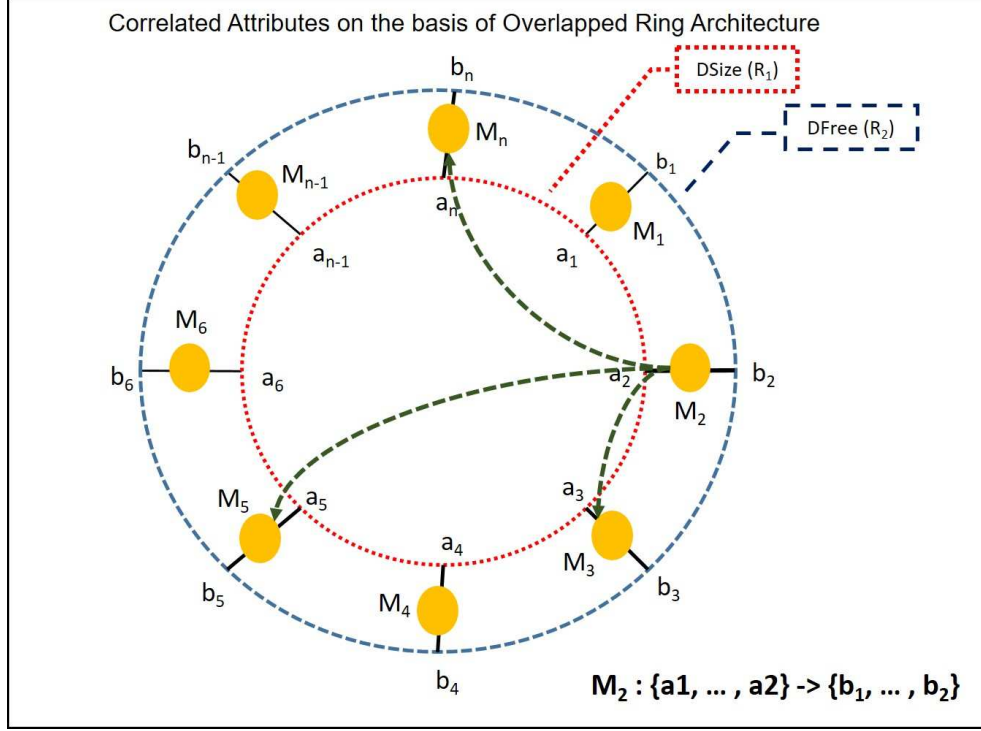 Correlated Attributes on the basis of Overlapped Ring Architecture
DSize (R₁)
DFree (R₂)
bₙ
Mₙ
aₙ
bₙ₋₁
Mₙ₋₁
aₙ₋₁
b₁
M₁
a₁
M₆
b₆
a₆
a₂
b₂
M₂
M₅
a₅
b₅
a₃
M₃
b₃
a₄
M₄
b₄
M₂ : {a1, ... , a2} -> {b₁, ... , b₂}